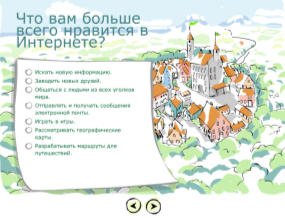 Что вам больше
всего нравится в
Интернете?
Искать новую информацию.
Заводить новых друзей.
Общаться с людьми из всех уголков
мира.
Отправлять и получать сообщения
электронной почты.
Играть в игры.
Рассматривать географические
карты.
Разрабатывать маршруты для
путешествий.